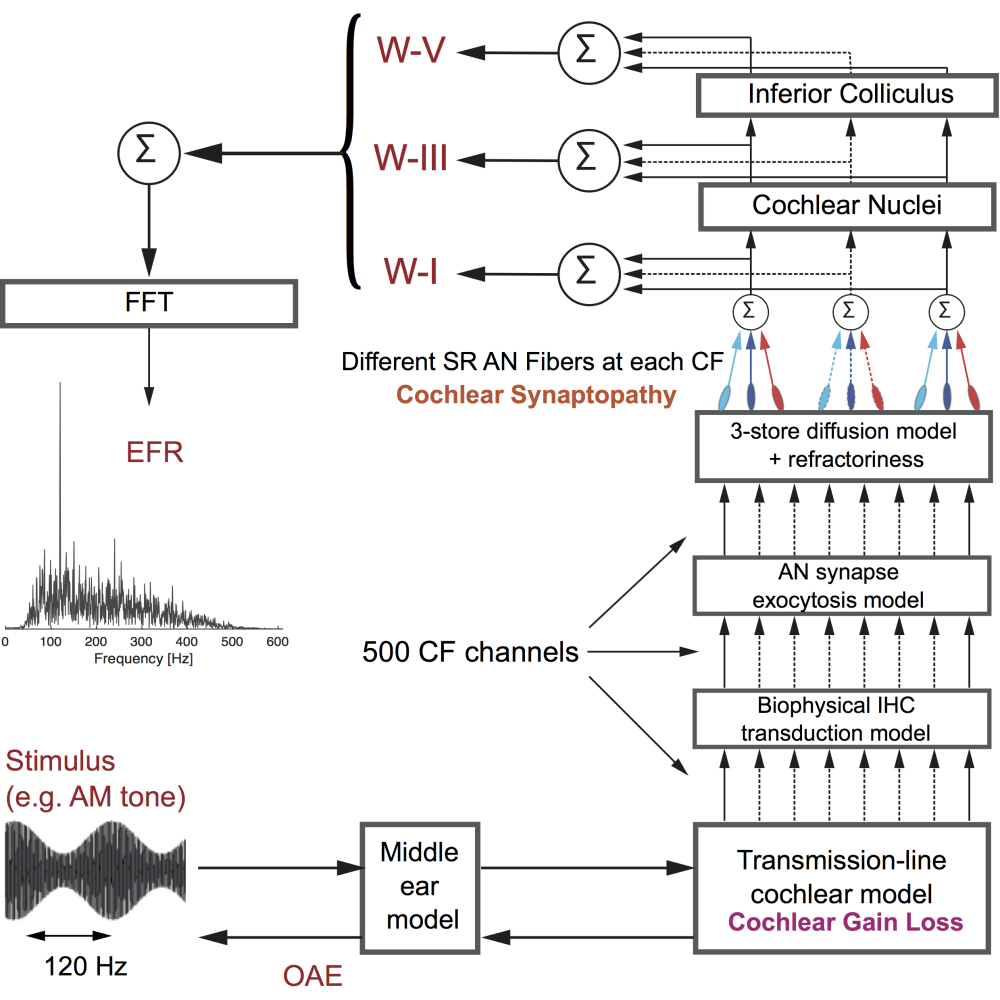 W-V
Σ
Inferior Colliculus
Σ
W-III
Σ
Cochlear Nuclei
W-I
Σ
FFT
Σ
Σ
Σ
Different SR AN Fibers at each CF
Cochlear Synaptopathy
3-store diffusion model
+ refractoriness
EFR
AN synapse
exocytosis model
0 100 200 300 400 500 600
Frequency [Hz]
500 CF channels
Biophysical IHC
transduction model
Stimulus
(e.g. AM tone)
Middle
ear
model
Transmission-line
cochlear model
Cochlear Gain Loss
120 Hz
OAE